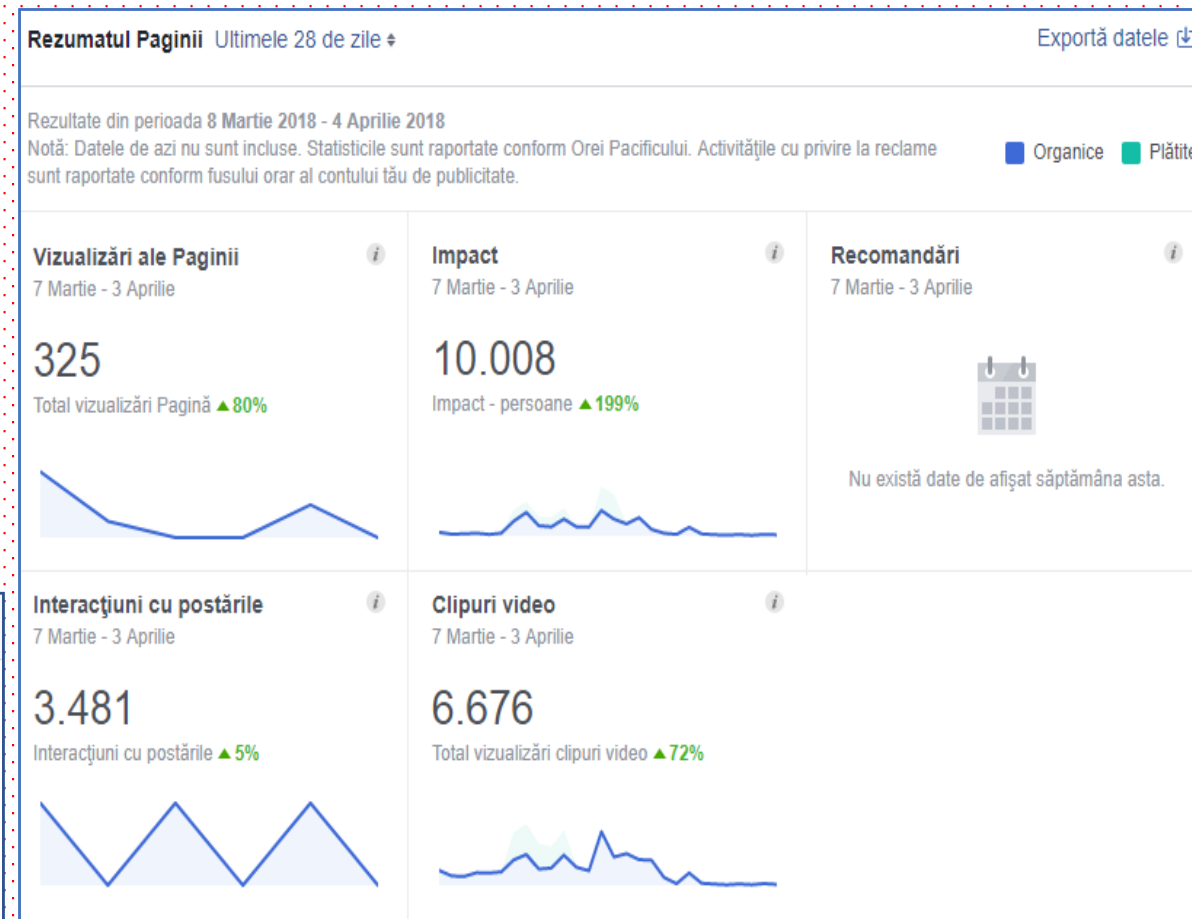 Rezumatul Paginii Ultimele 28 de zile
Exportă datele
Rezultate din perioada 8 Martie 2018 - 4 Aprilie 2018
Notă: Datele de azi nu sunt incluse. Statisticile sunt raportate conform Orei Pacificului. Activităţile cu privire la reclame
sunt raportate conform fusului orar al contului tău de publicitate.
Organice Plătite
Vizualizări ale Paginii
7 Martie - 3 Aprilie
325
Total vizualizări Pagină ▲80%
Impact
7 Martie - 3 Aprilie
10.008
Impact - persoane ▲199%
Recomandări
7 Martie - 3 Aprilie
Nu există date de afişat săptămâna asta.
Interacţiuni cu postările
7 Martie - 3 Aprilie
3.481
Interacţiuni cu postările ▲5%
Clipuri video
7 Martie - 3 Aprilie
6.676
Total vizualizări clipuri video ▲72%